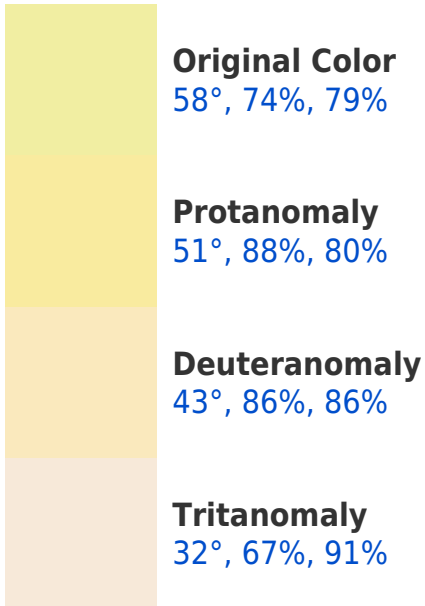 Original Color
58°, 74%, 79%
Protanomaly
51°, 88%, 80%
Deuteranomaly
43°, 86%, 86%
Tritanomaly
32°, 67%, 91%